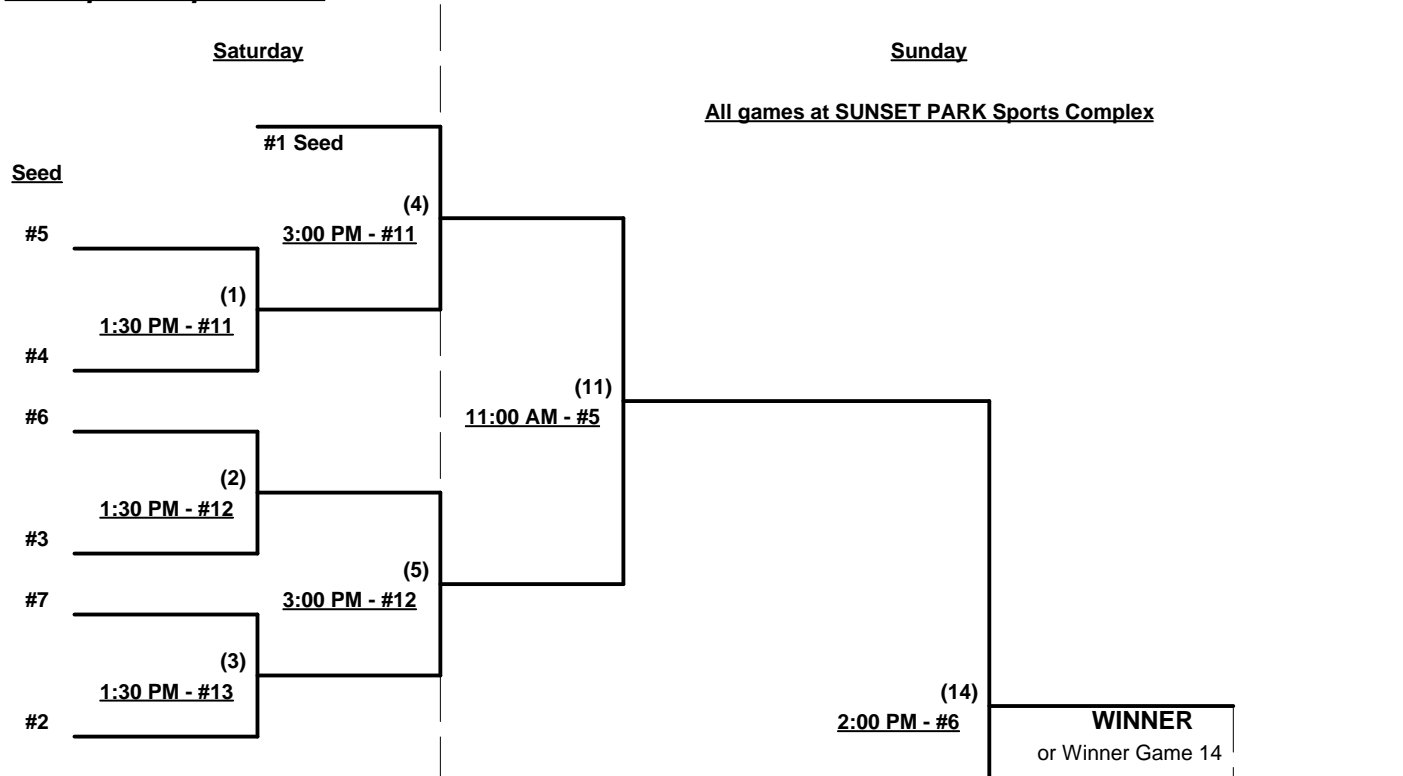 Saturday
Sunday
All games at SUNSET PARK Sports Complex
#1 Seed
Seed
(4)
#5
3:00 PM - #11
(1)
1:30 PM - #11
#4
(11)
#6
11:00 AM - #5
(2)
1:30 PM - #12
#3
(5)
#7
3:00 PM - #12
(3)
1:30 PM - #13
(14)
#2
2:00 PM - #6
WINNER
or Winner Game 14